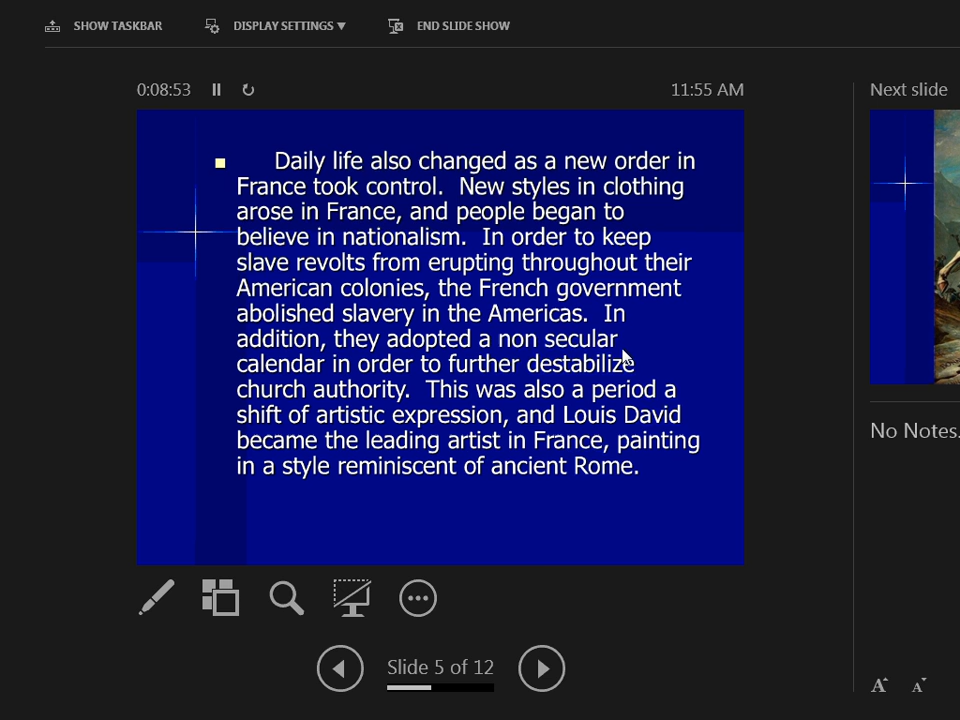 SHOW TASKBAR DISPLAY SETTINGS ▼ END SLIDE SHOW
0:08:53 11:55 AM Next slide
Daily life also changed as a new order in
France took control. New styles in clothing
arose in France, and people began to
believe in nationalism. In order to keep
slave revolts from erupting throughout their
American colonies, the French government
abolished slavery in the Americas. In
addition, they adopted a non secular
calendar in order to further destabilize
church authority. This was also a period a
shift of artistic expression, and Louis David
became the leading artist in France, painting
in a style reminiscent of ancient Rome.
No Notes.
Slide 5 of 12
A A